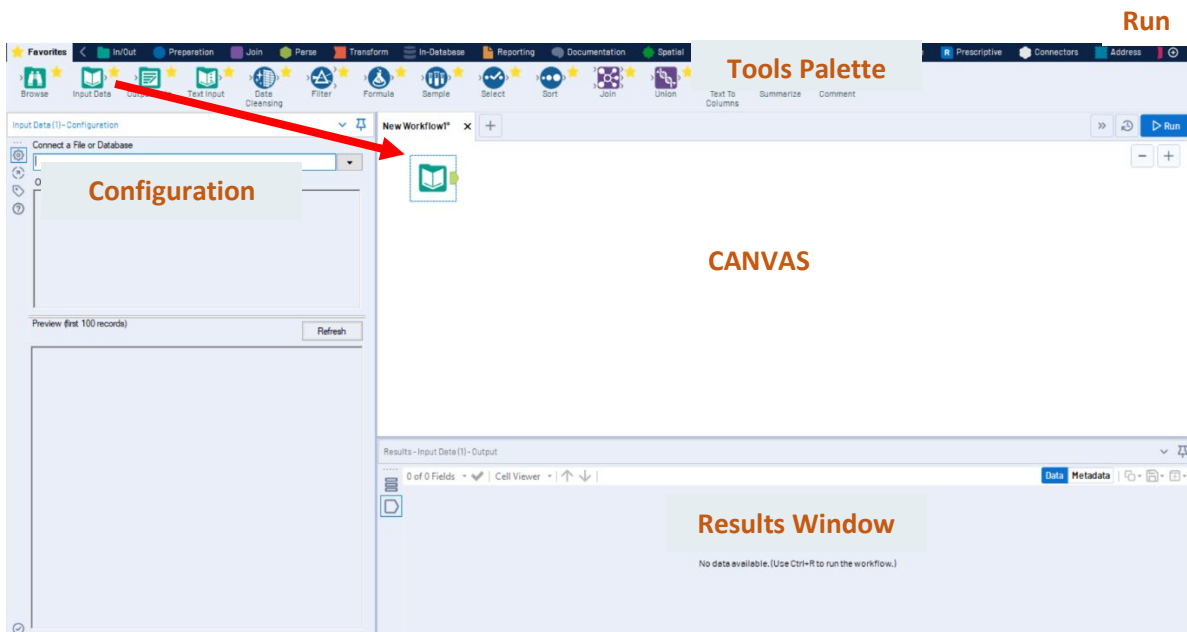 Run
Favorites In/Out Preparation Join Parse Transform In-Database Reporting Documentation Spatial R Prescriptive Connectors Address
Tools Palette
Browse Input Data Text Input Data Cleansing Filter Formula Sample Select Sort Join Union Text To Columns Summarize Comment
Input Data (1) - Configuration
New Workflow1* x +
Run
Connect a File or Database
Configuration
CANVAS
Preview (first 100 records)
Refresh
Results - Input Data (1) - Output
0 of 0 Fields Cell Viewer Data Metadata
Results Window
No data available. (Use Ctrl+R to run the workflow.)